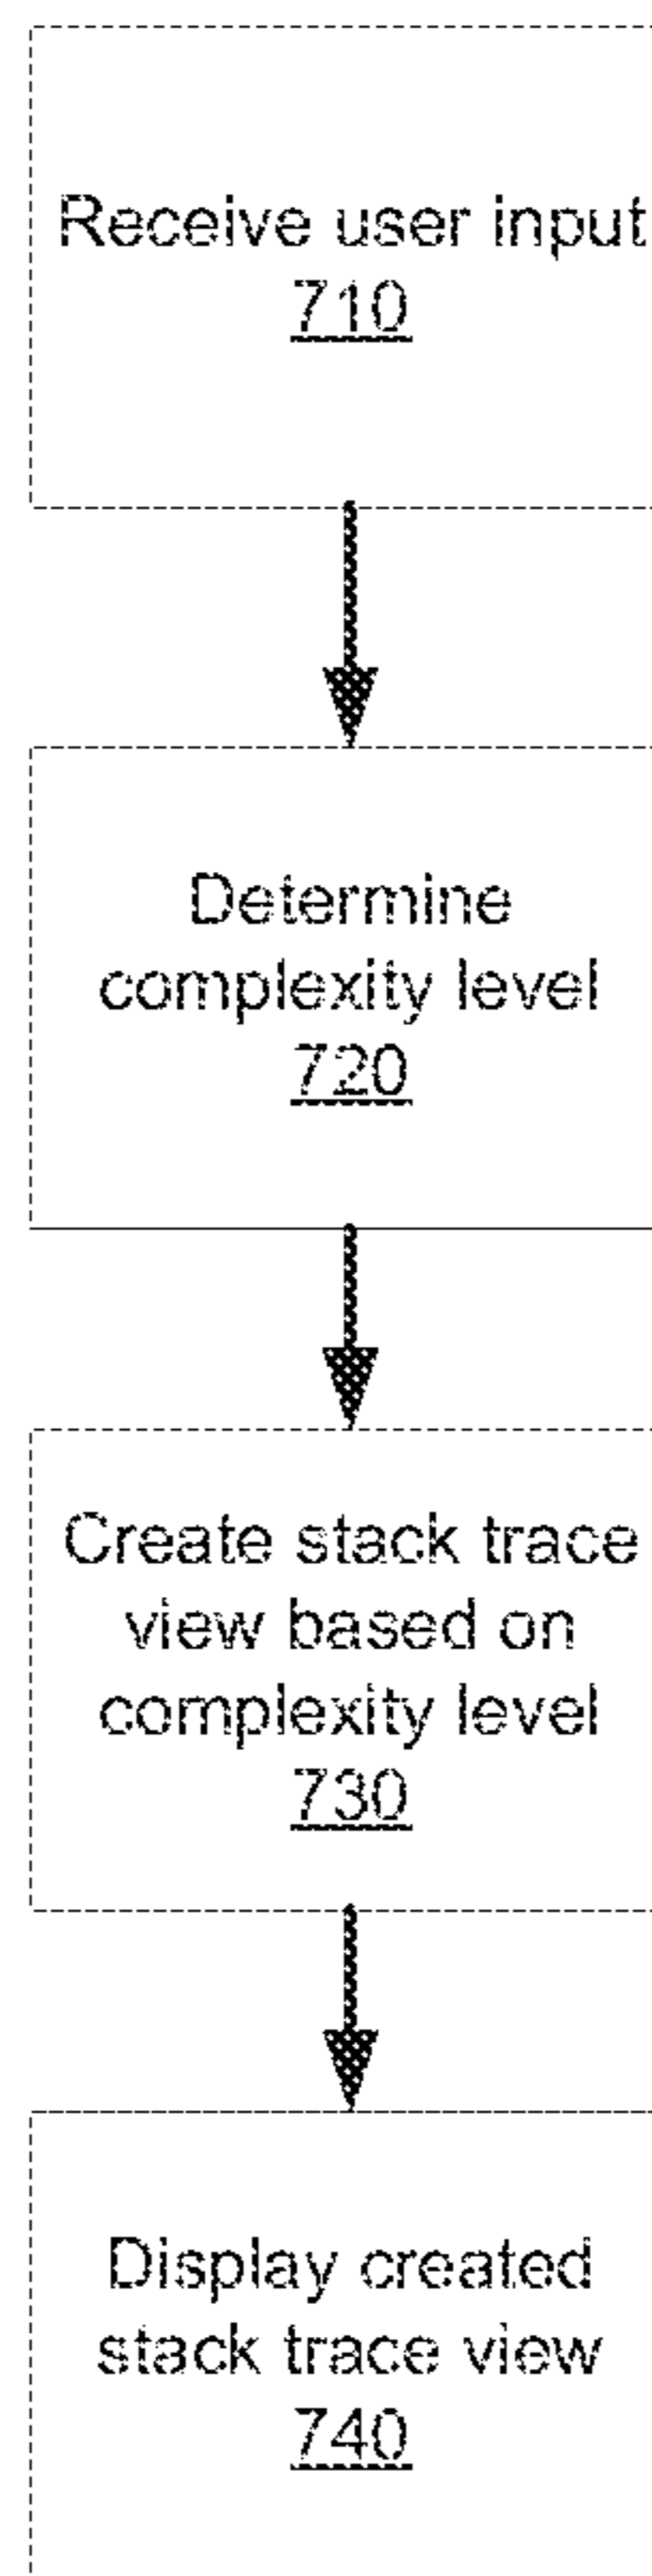 Receive user input
710
Determine
complexity level
720
Create stack trace
view based on
complexity level
730
Display created
stack trace view
740